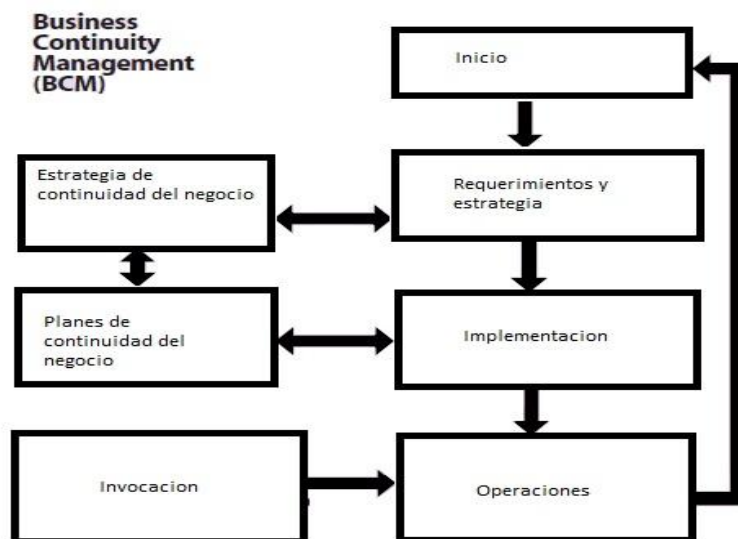 Business
Continuity
Management
(BCM)
Inicio
Estrategia de
continuidad del negocio
Requerimientos y
estrategia
Planes de
continuidad del
negocio
Implementacion
Invocacion
Operaciones